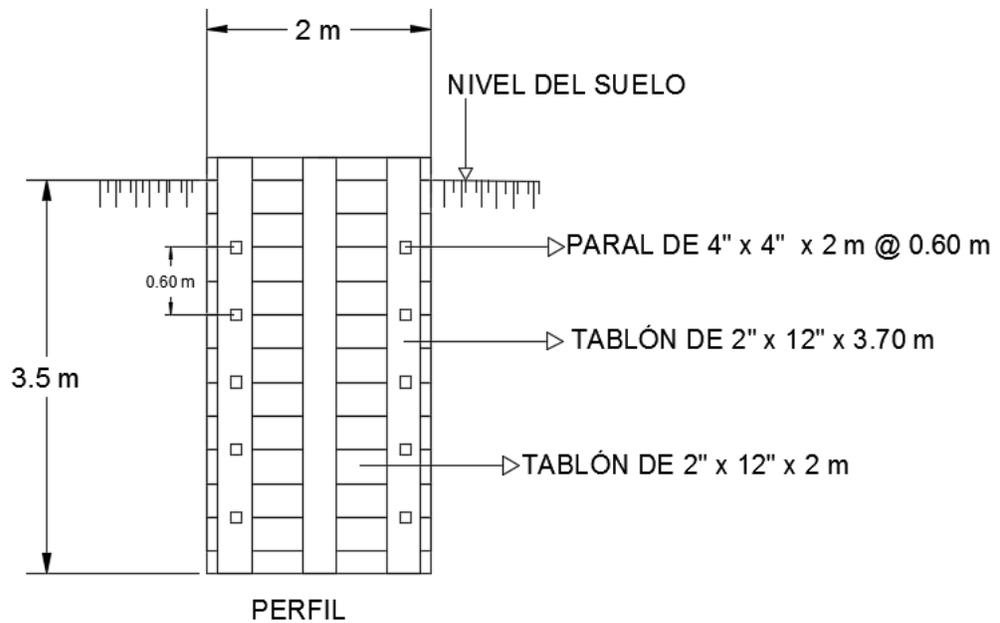 2 m
NIVEL DEL SUELO
PARAL DE 4" x 4" x 2 m @ 0.60 m
0.60 m
TABLÓN DE 2" x 12" x 3.70 m
3.5 m
TABLÓN DE 2" x 12" x 2 m
PERFIL